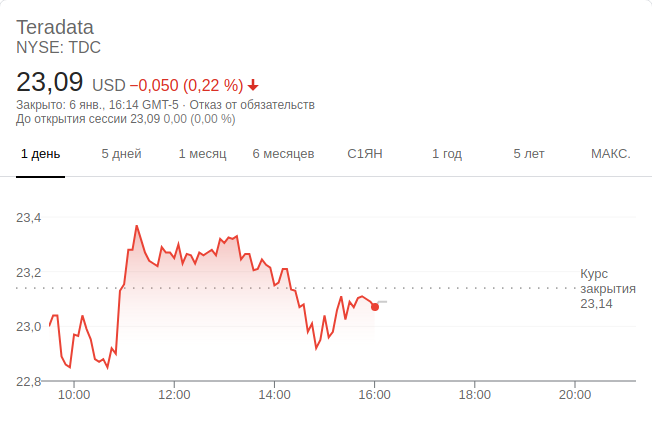 Teradata
NYSE: TDC
23,09 USD −0,050 (0,22 %)
Закрыто: 6 янв., 16:14 GMT-5 · Отказ от обязательств
До открытия сессии 23,09 0,00 (0,00 %)
1 день 5 дней 1 месяц 6 месяцев С1ЯН 1 год 5 лет МАКС.
23,4
23,2
23,0
22,8
Курс
закрытия
23,14
10:00 12:00 14:00 16:00 18:00 20:00